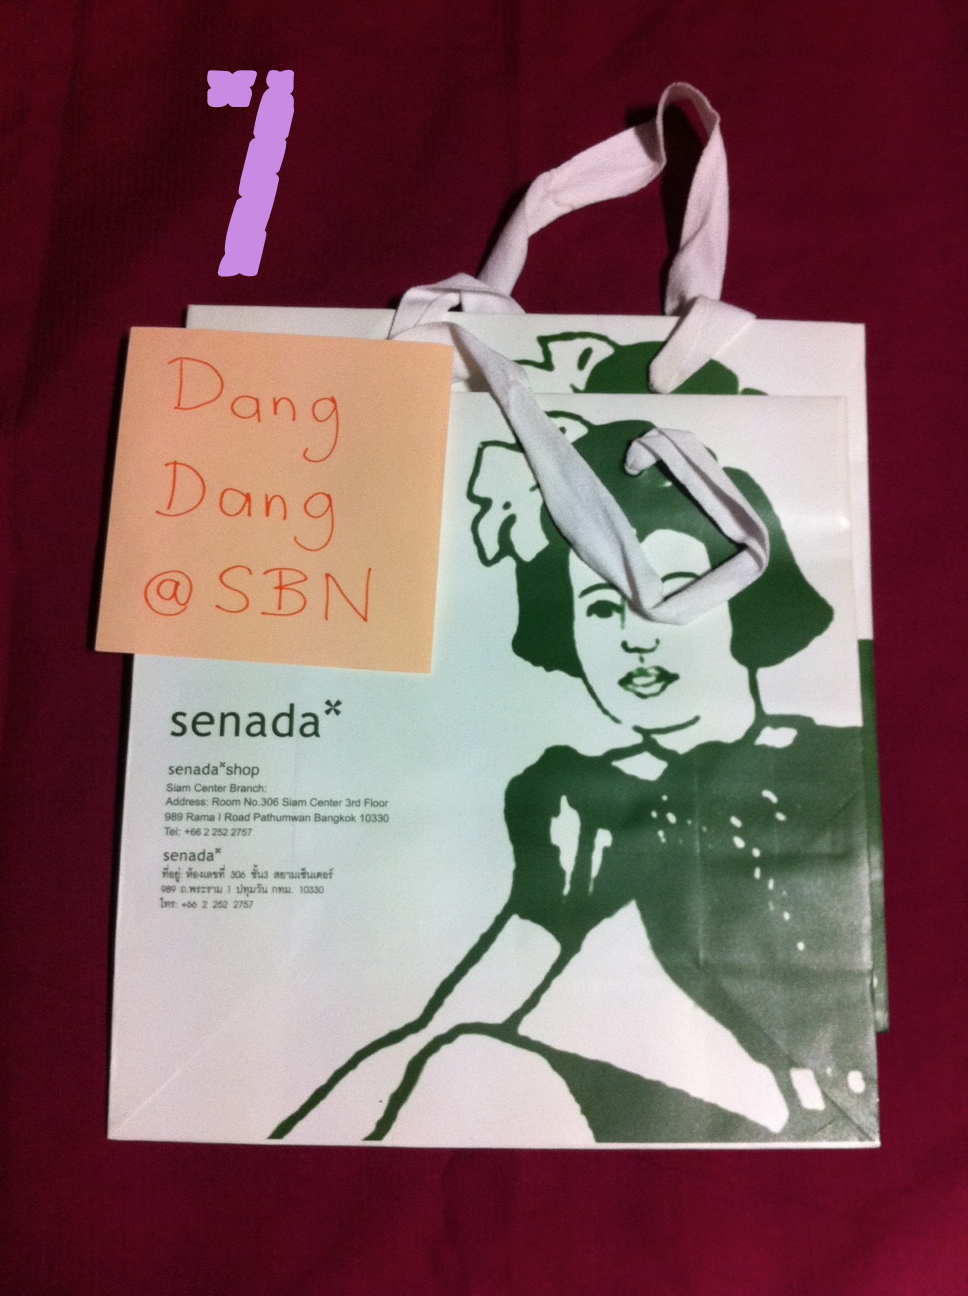 7
Dang
Dang
@SBN
senada*
senada*shop
Siam Center Branch:
Address: Room No.306 Siam Center 3rd Floor
989 Rama I Road Pathumwan Bangkok 10330
Tel: +66 2 252 2757
senada*
ที่อยู่: ห้องเลขที่ 306 ชั้น3 สยามเซ็นเตอร์
989 ถ.พระราม 1 ปทุมวัน กทม. 10330
โทร: +66 2 252 2757